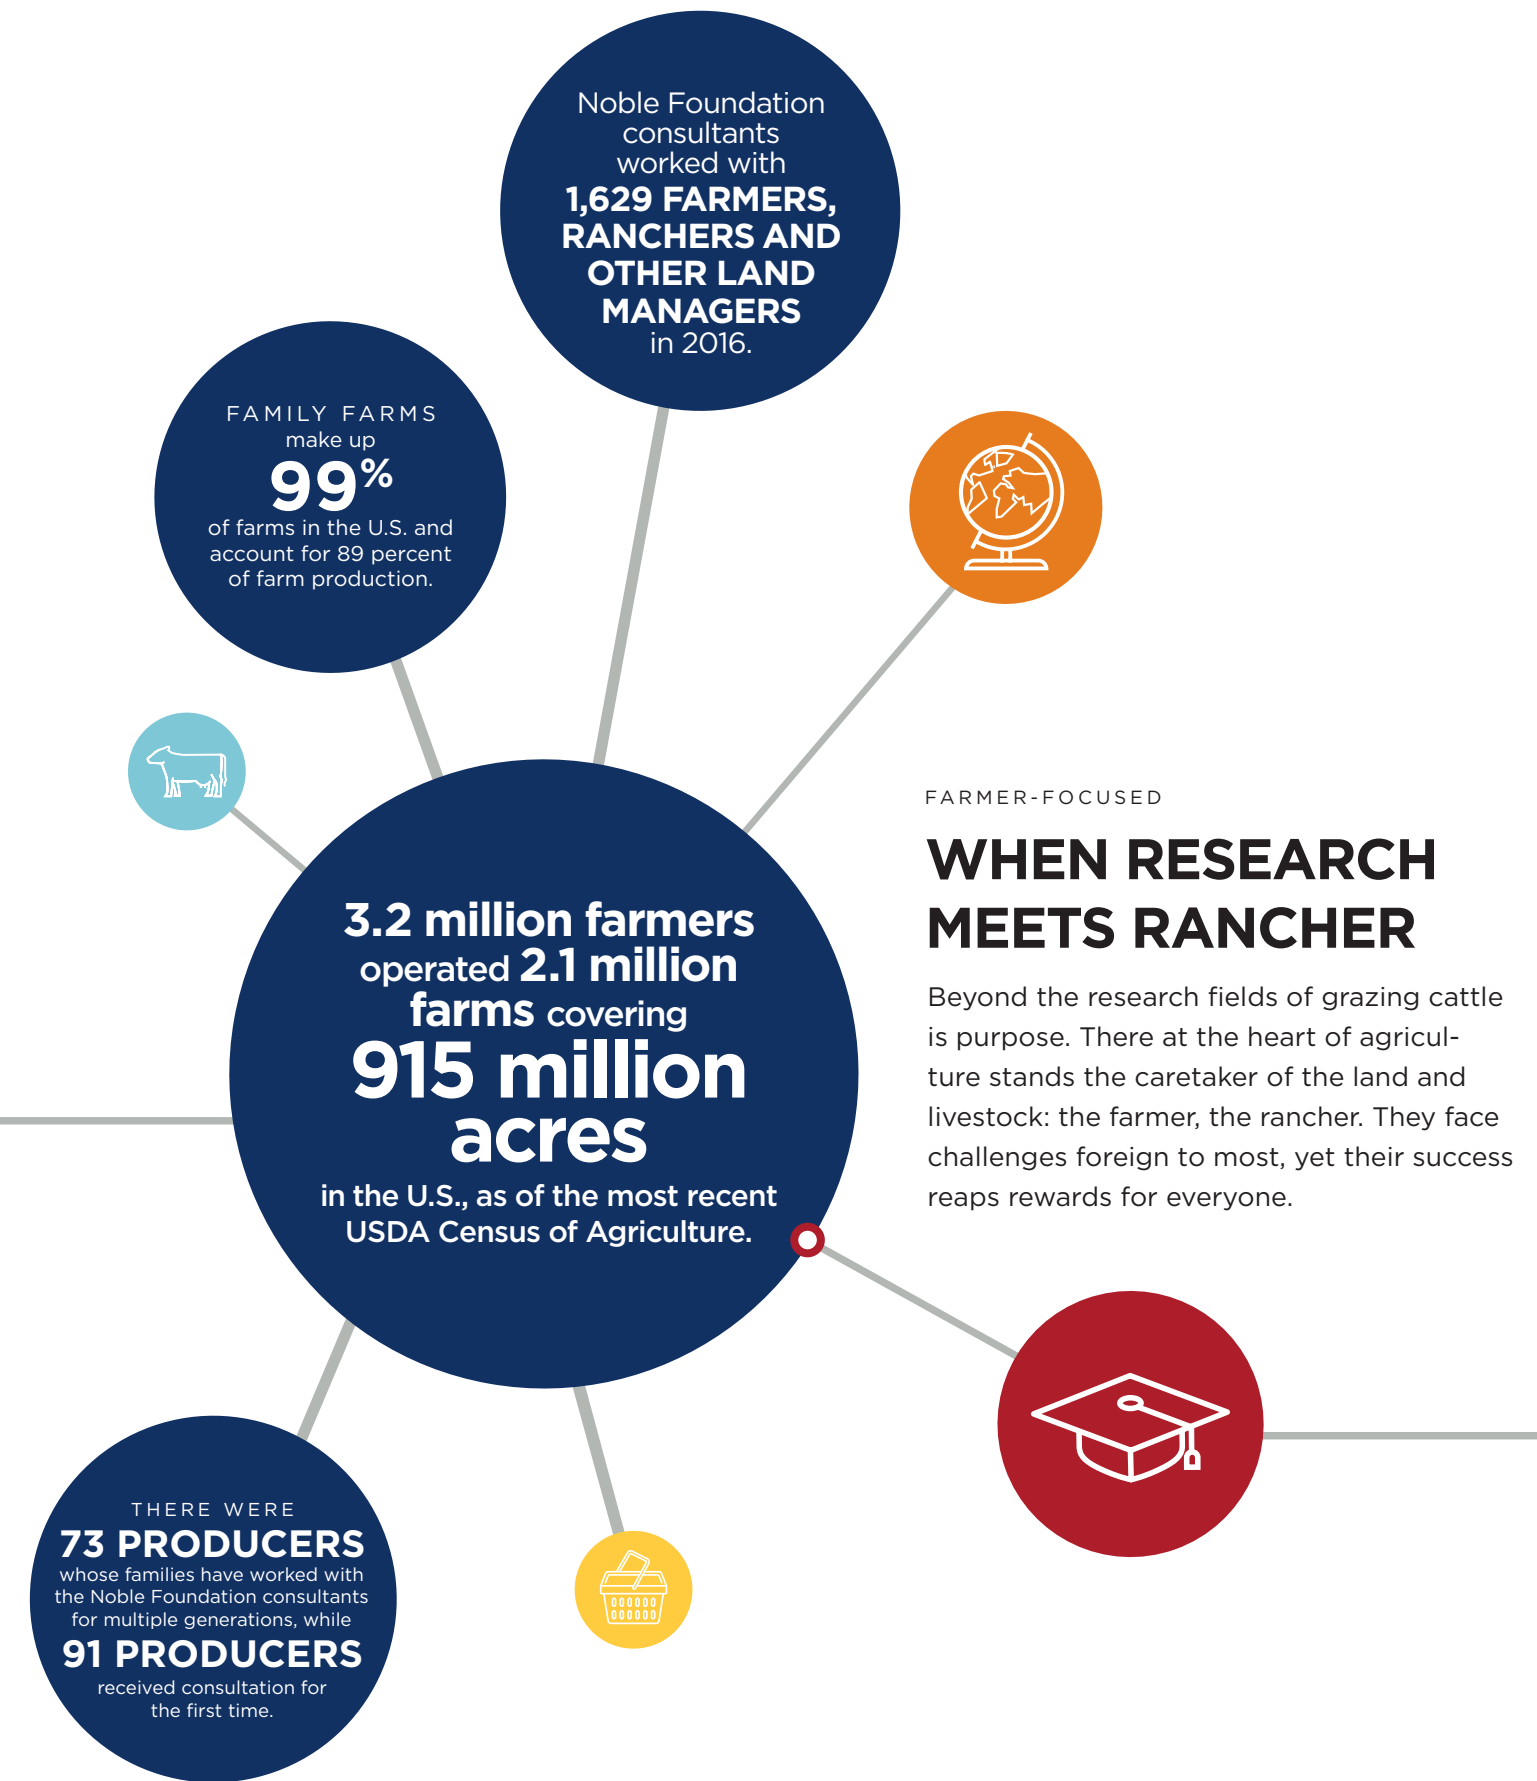 Noble Foundation
consultants
worked with
1,629 FARMERS,
RANCHERS AND
OTHER LAND
MANAGERS
in 2016.
FAMILY FARMS
make up
99%
of farms in the U.S. and
account for 89 percent
of farm production.
3.2 million farmers
operated 2.1 million
farms covering
915 million
acres
in the U.S., as of the most recent
USDA Census of Agriculture.
FARMER-FOCUSED
WHEN RESEARCH
MEETS RANCHER
Beyond the research fields of grazing cattle
is purpose. There at the heart of agricul-
ture stands the caretaker of the land and
livestock: the farmer, the rancher. They face
challenges foreign to most, yet their success
reaps rewards for everyone.
THERE WERE
73 PRODUCERS
whose families have worked with
the Noble Foundation consultants
for multiple generations, while
91 PRODUCERS
received consultation for
the first time.